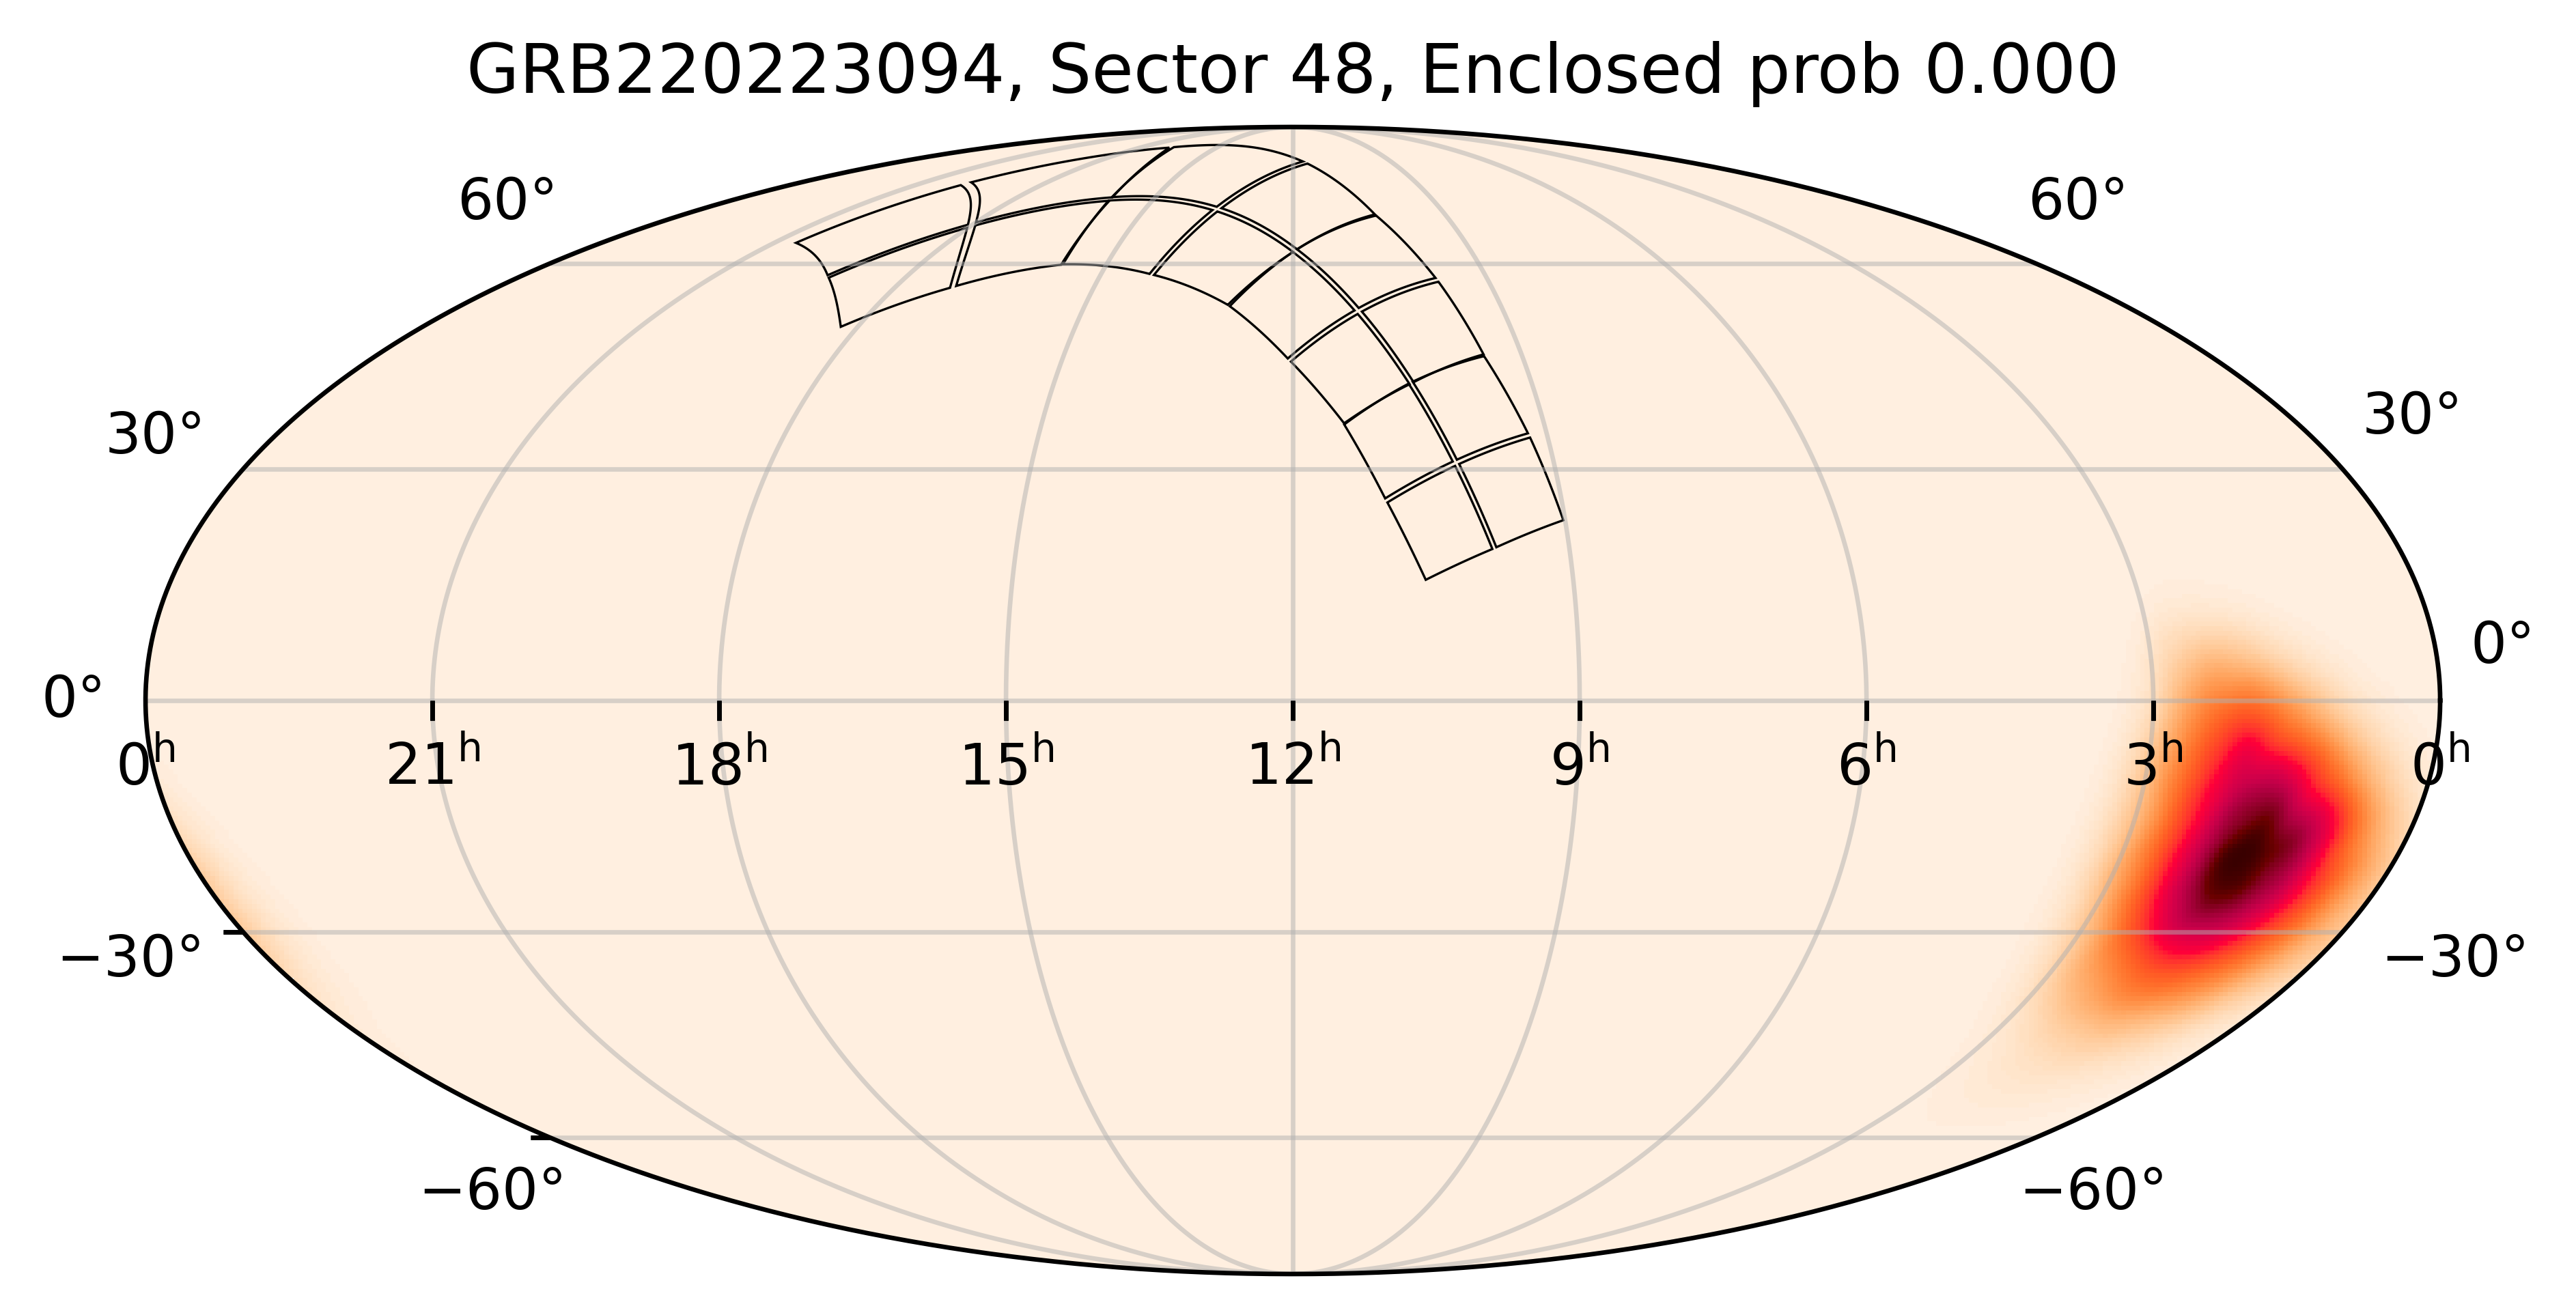 GRB220223094, Sector 48, Enclosed prob 0.000
60° 60°
30° 30°
0° 0°
0ʰ 21ʰ 18ʰ 15ʰ 12ʰ 9ʰ 6ʰ 3ʰ 0ʰ
−30° −30°
−60° −60°